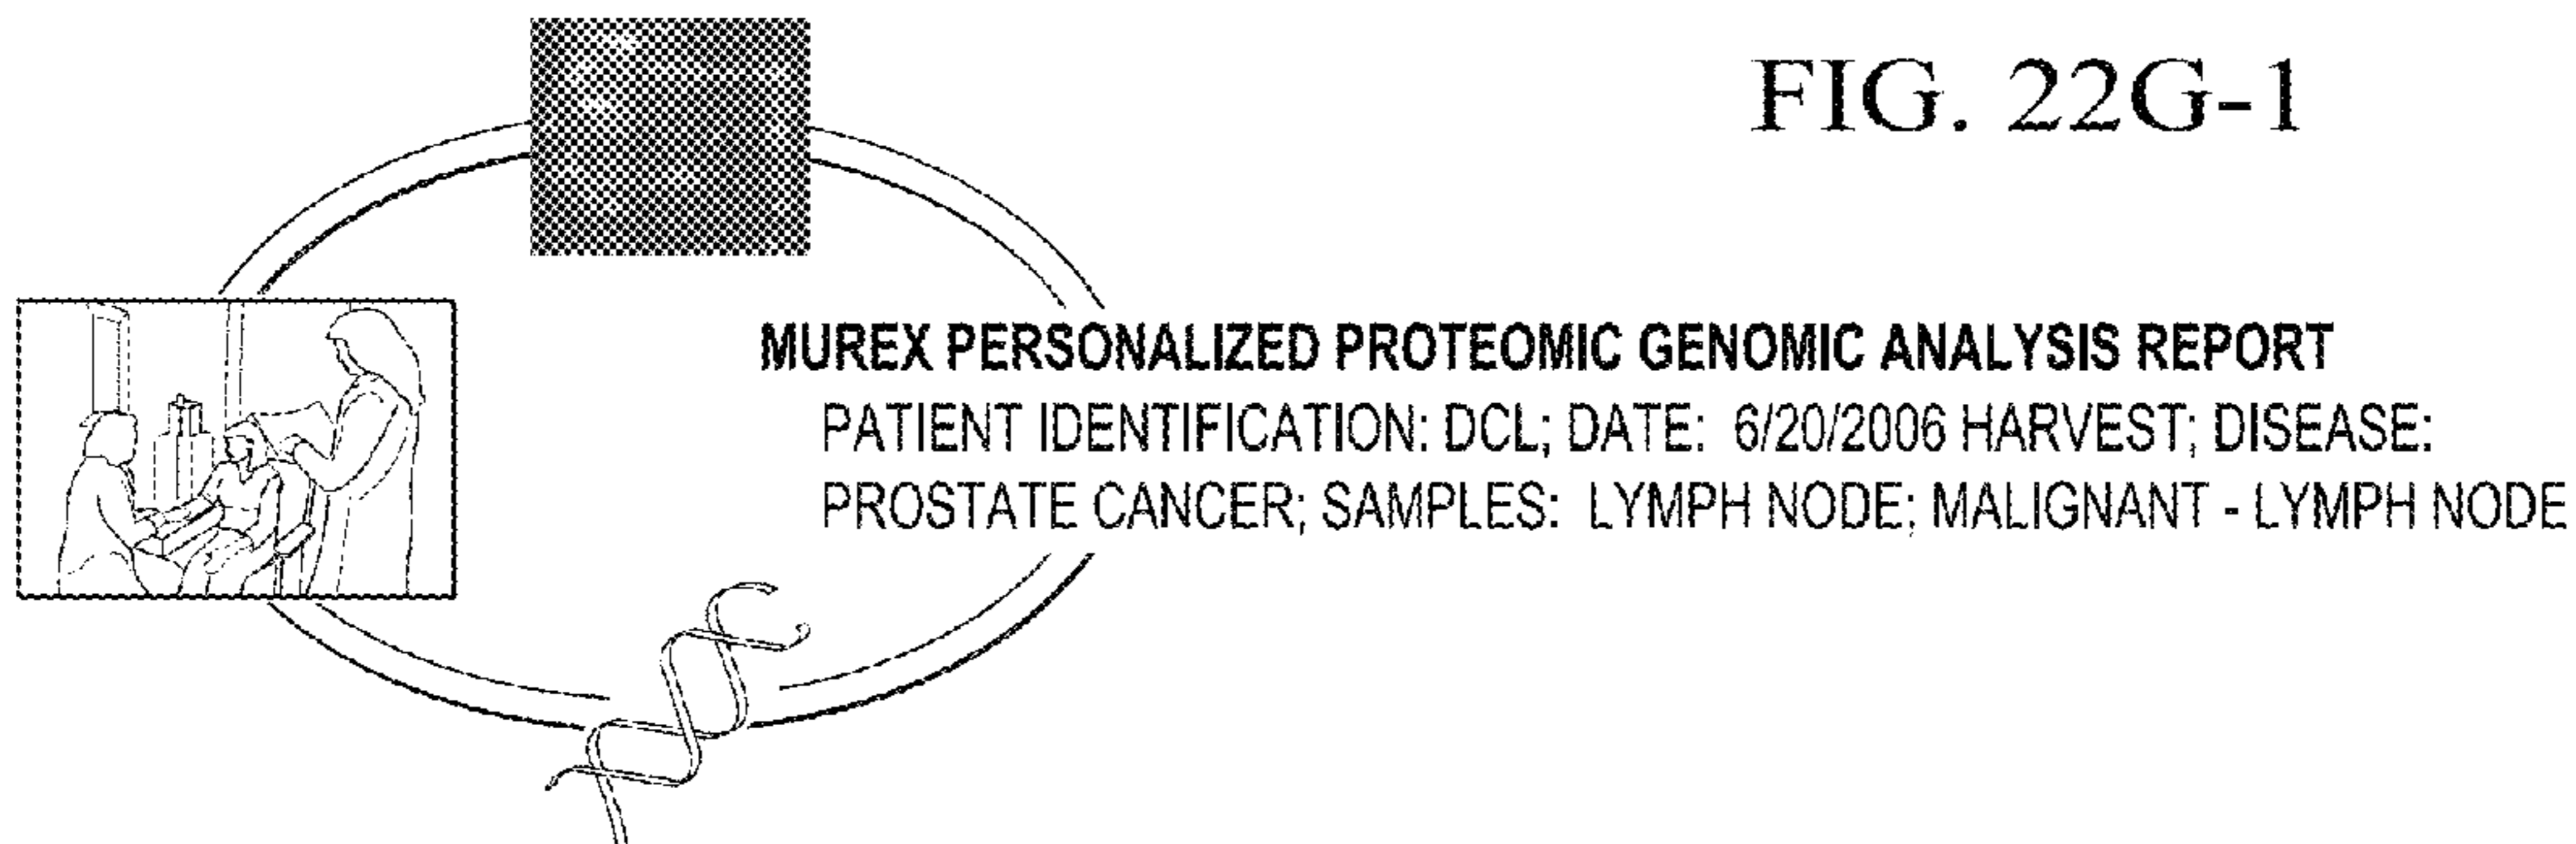 FIG. 22G-1
MUREX PERSONALIZED PROTEOMIC GENOMIC ANALYSIS REPORT
PATIENT IDENTIFICATION: DCL; DATE: 6/20/2006 HARVEST; DISEASE:
PROSTATE CANCER; SAMPLES: LYMPH NODE; MALIGNANT - LYMPH NODE